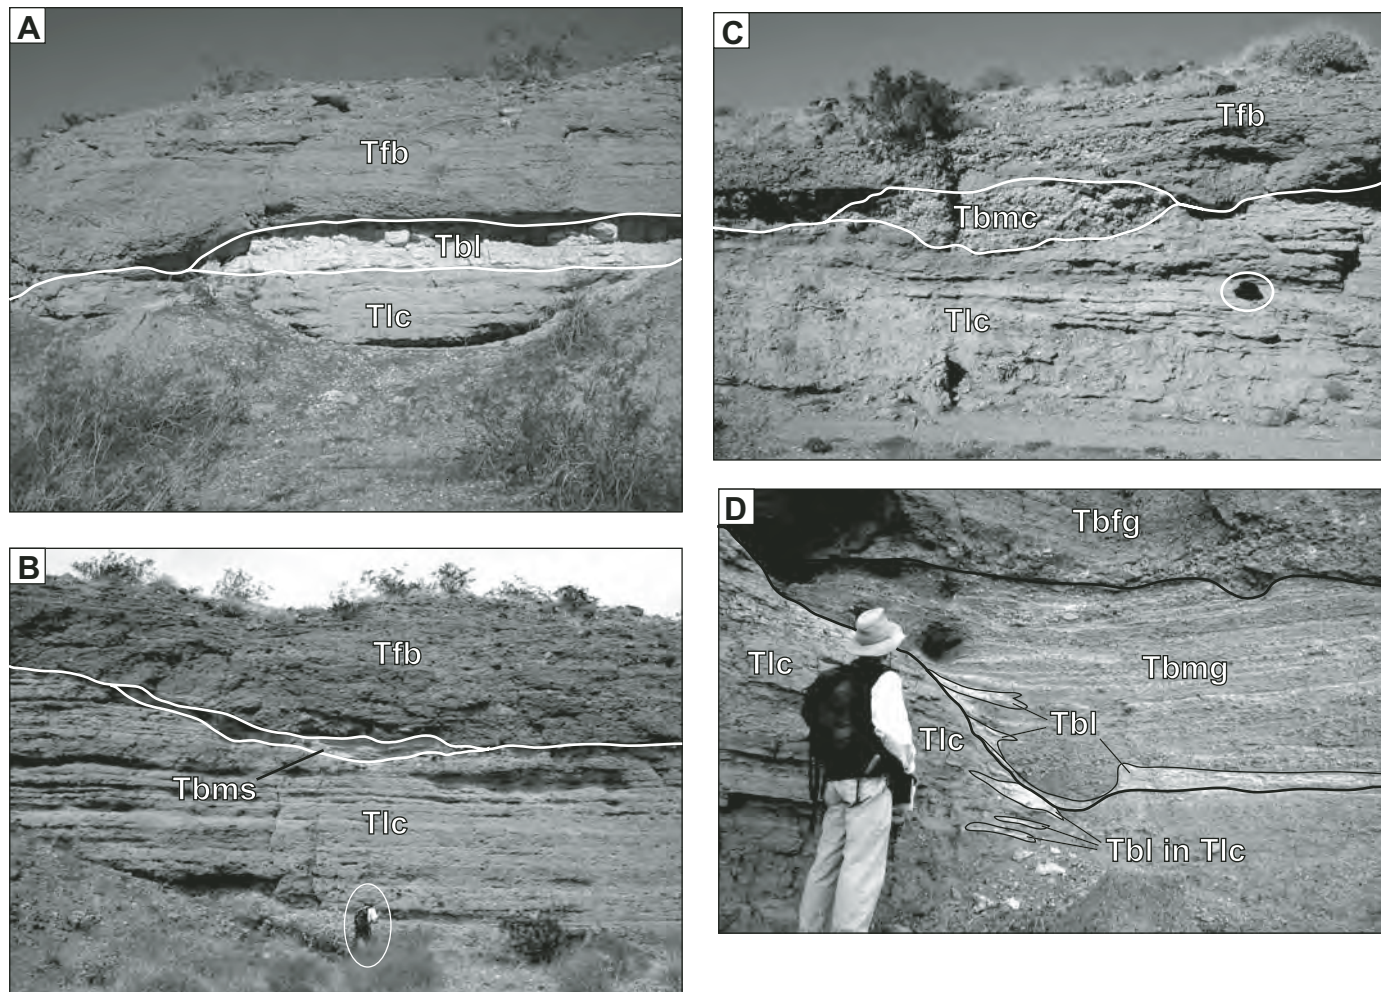 A
Tfb
Tbl
Tlc
B
Tfb
Tbms
Tlc
C
Tfb
Tbmc
Tlc
D
Tbfg
Tlc
Tbmg
Tlc
Tbl
Tbl in Tlc